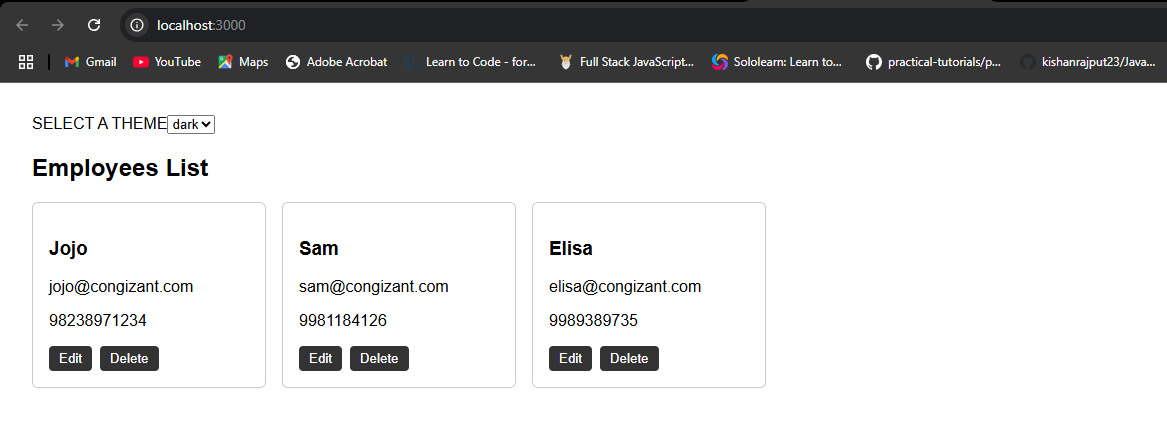 localhost:3000
Gmail YouTube Maps Adobe Acrobat Learn to Code - for... Full Stack JavaScript... Sololearn: Learn to... practical-tutorials/p... kishanrajput23/Java...
SELECT A THEME dark
Employees List
Jojo
jojo@congizant.com
98238971234
Edit Delete
Sam
sam@congizant.com
9981184126
Edit Delete
Elisa
elisa@congizant.com
9989389735
Edit Delete